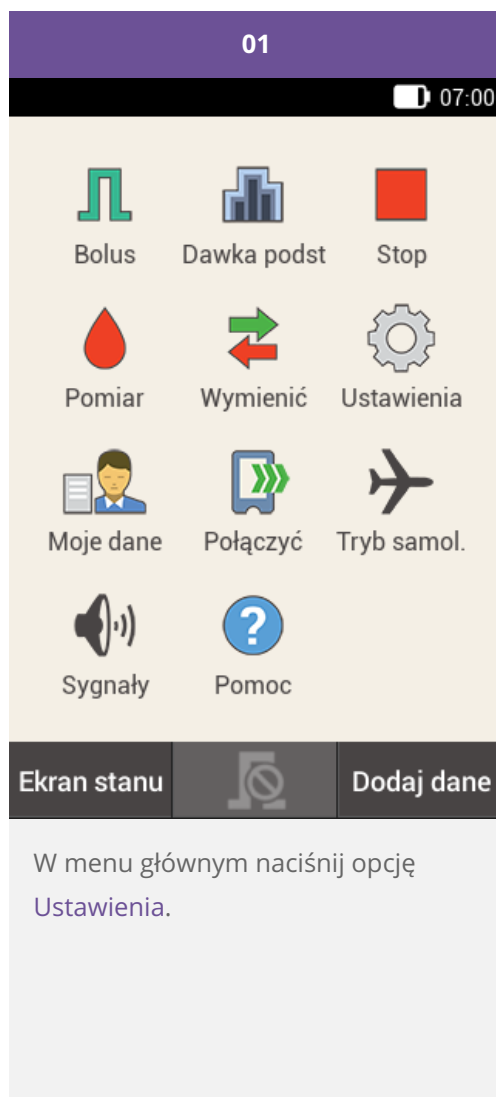 01
07:00
Bolus Dawka podst Stop
Pomiar Wymienić Ustawienia
Moje dane Połączyć Tryb samol.
Sygnały Pomoc
Ekran stanu Dodaj dane
W menu głównym naciśnij opcję
Ustawienia.